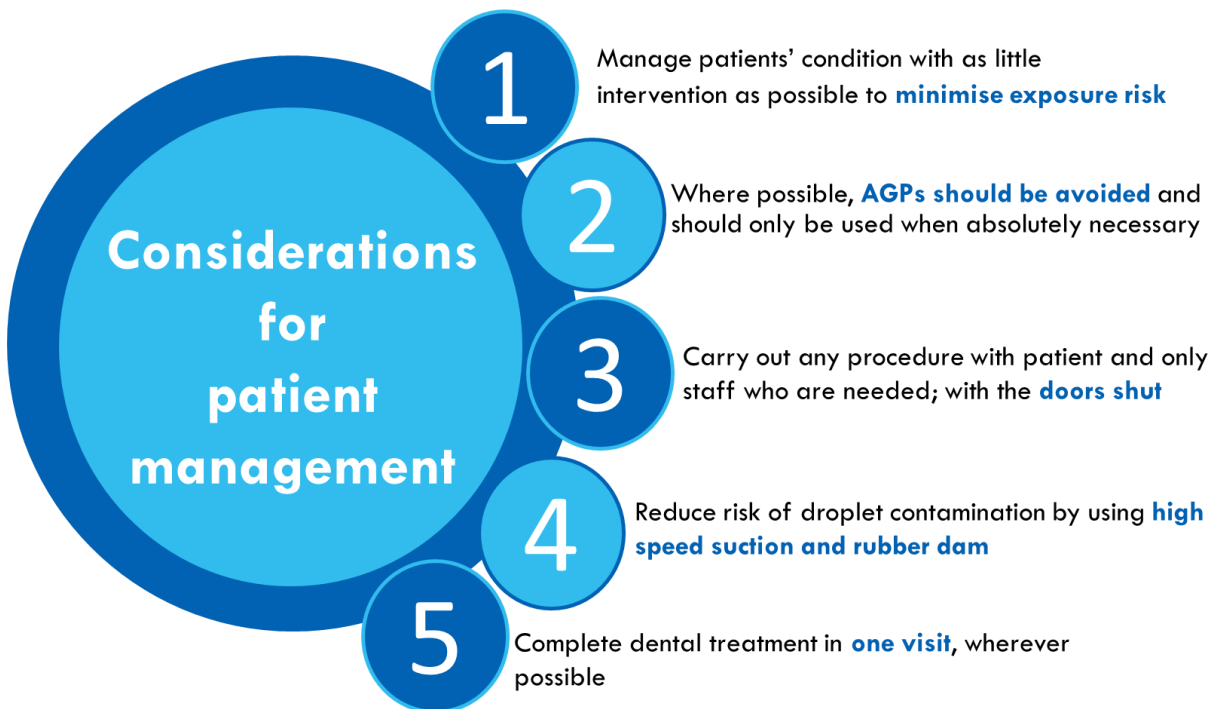 Considerations
for
patient
management
1
Manage patients’ condition with as little
intervention as possible to minimise exposure risk
2
Where possible, AGPs should be avoided and
should only be used when absolutely necessary
3
Carry out any procedure with patient and only
staff who are needed; with the doors shut
4
Reduce risk of droplet contamination by using high
speed suction and rubber dam
5
Complete dental treatment in one visit, wherever
possible